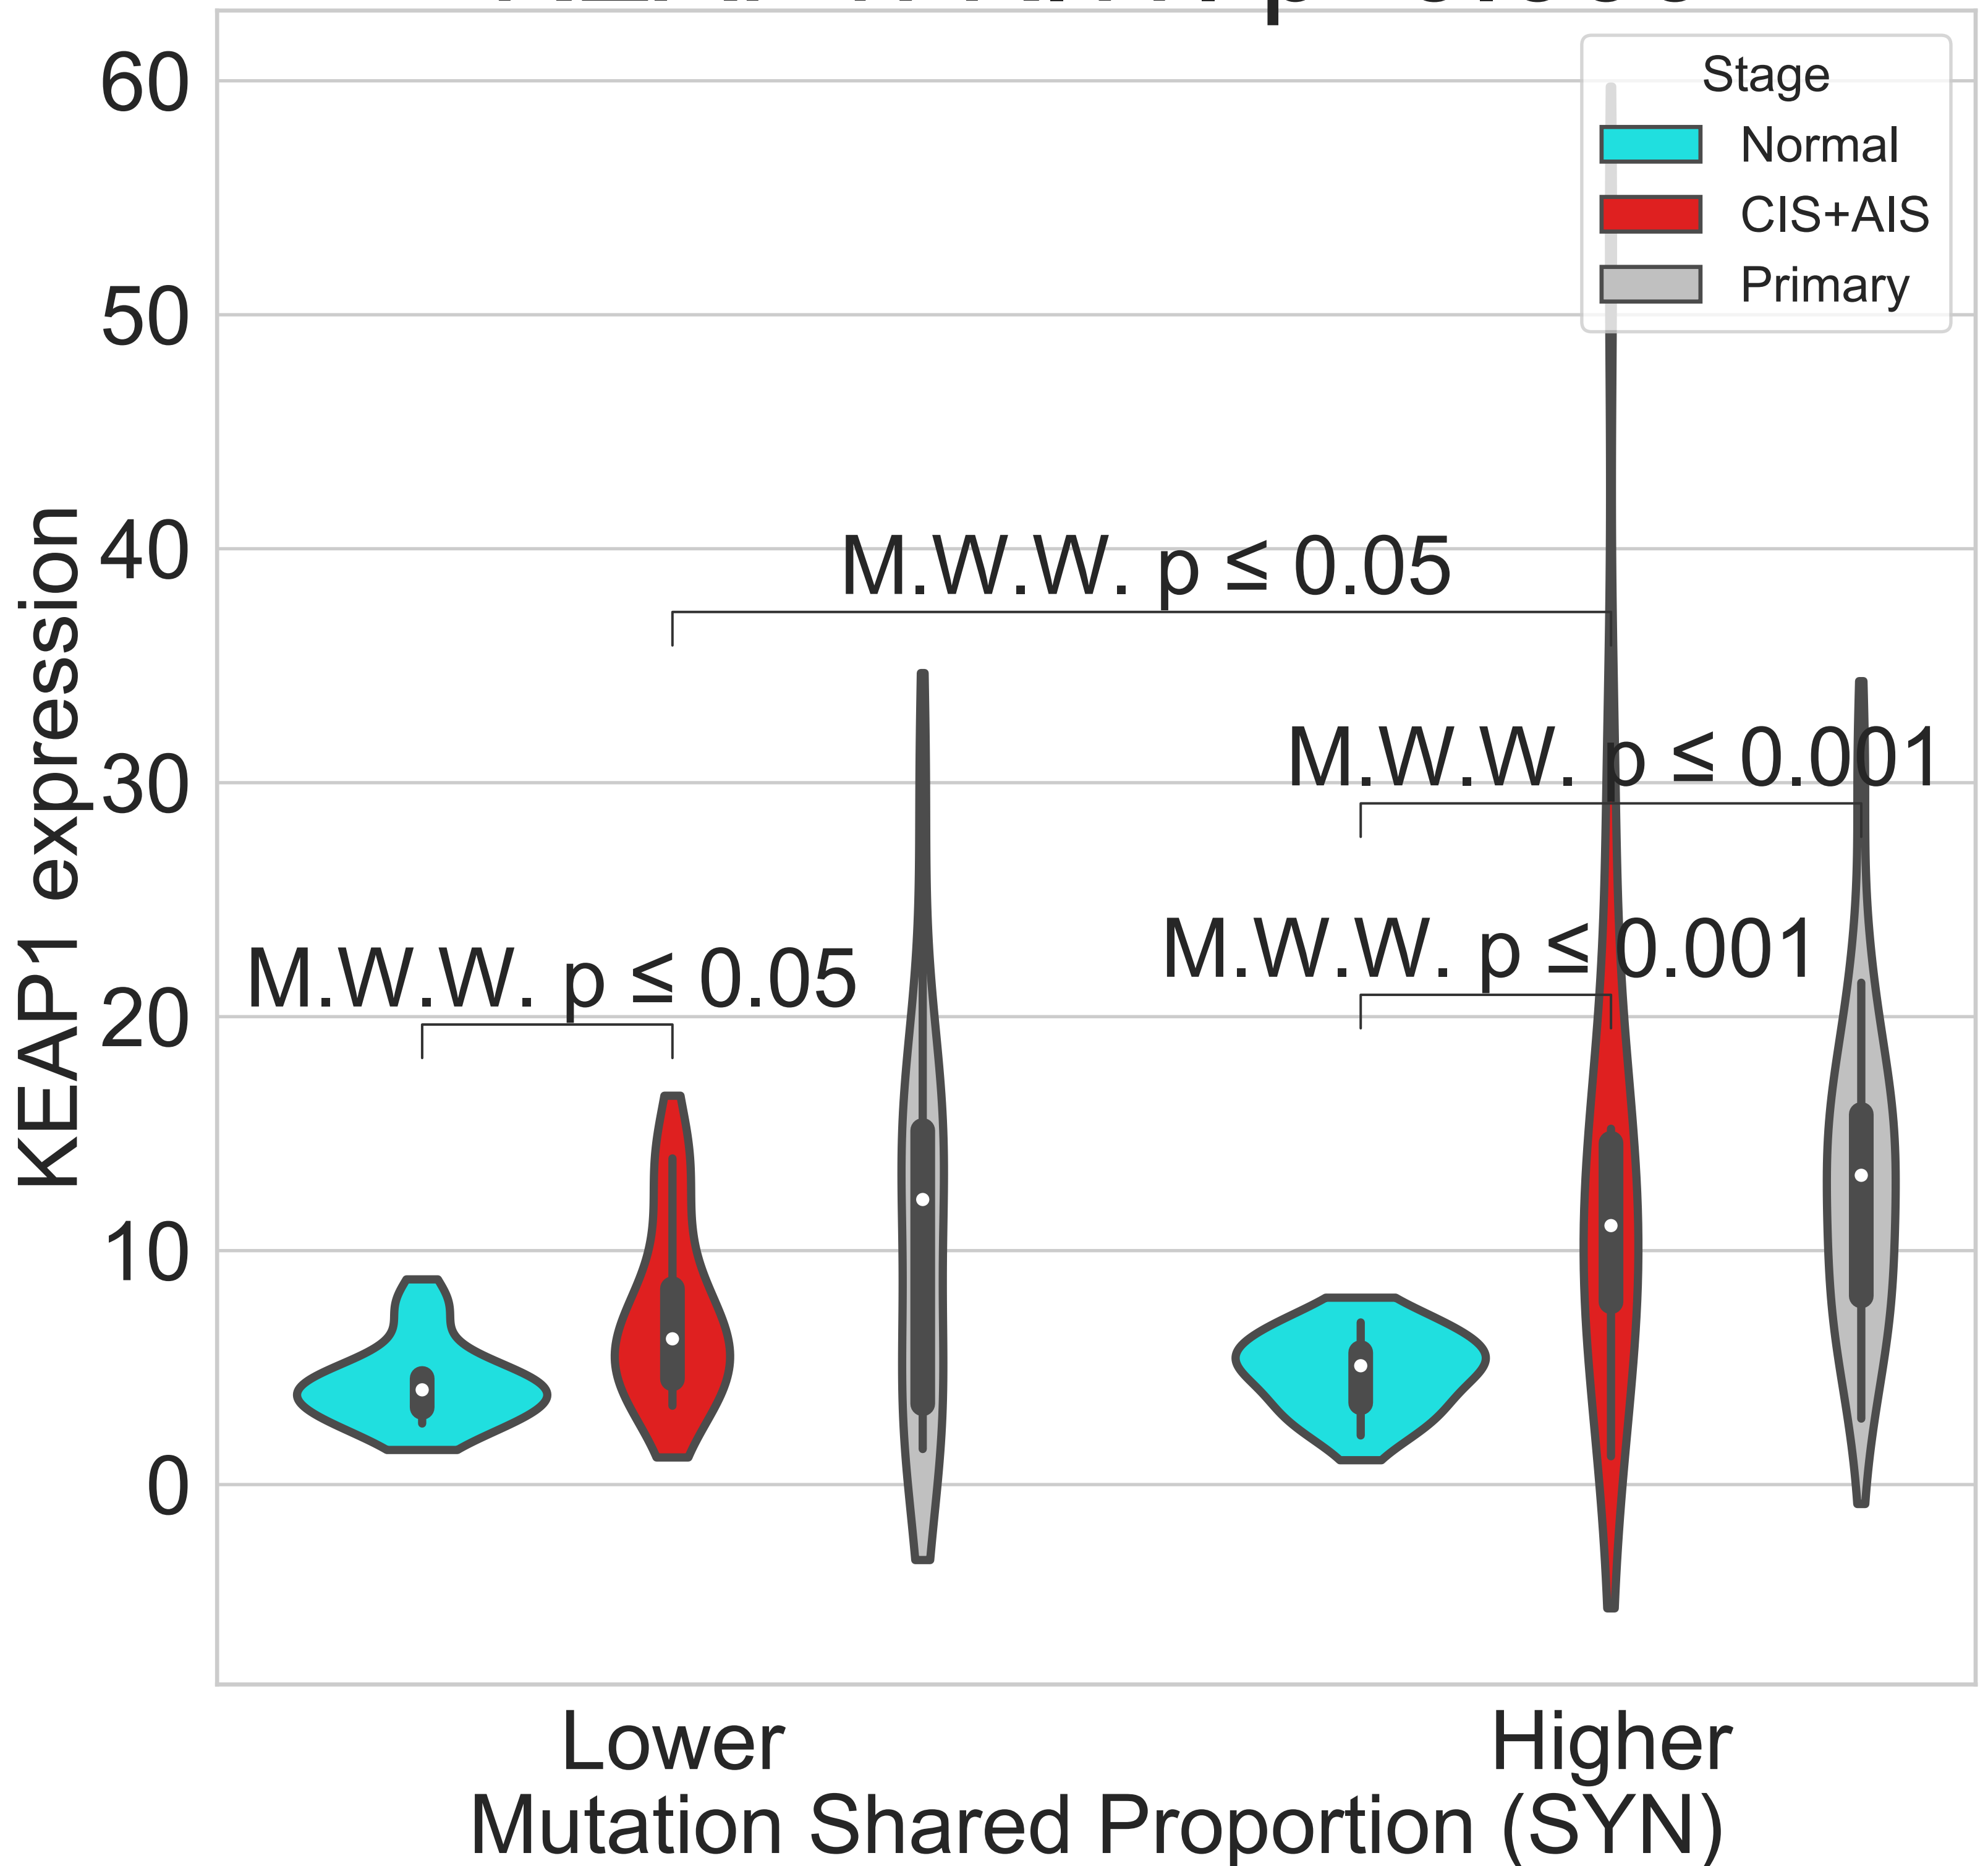 60
50
40
30
20
10
0
KEAP1 expression
Stage
Normal
CIS+AIS
Primary
M.W.W. p ≤ 0.05
M.W.W. p ≤ 0.001
M.W.W. p ≤ 0.001
M.W.W. p ≤ 0.05
Lower
Higher
Mutation Shared Proportion (SYN)